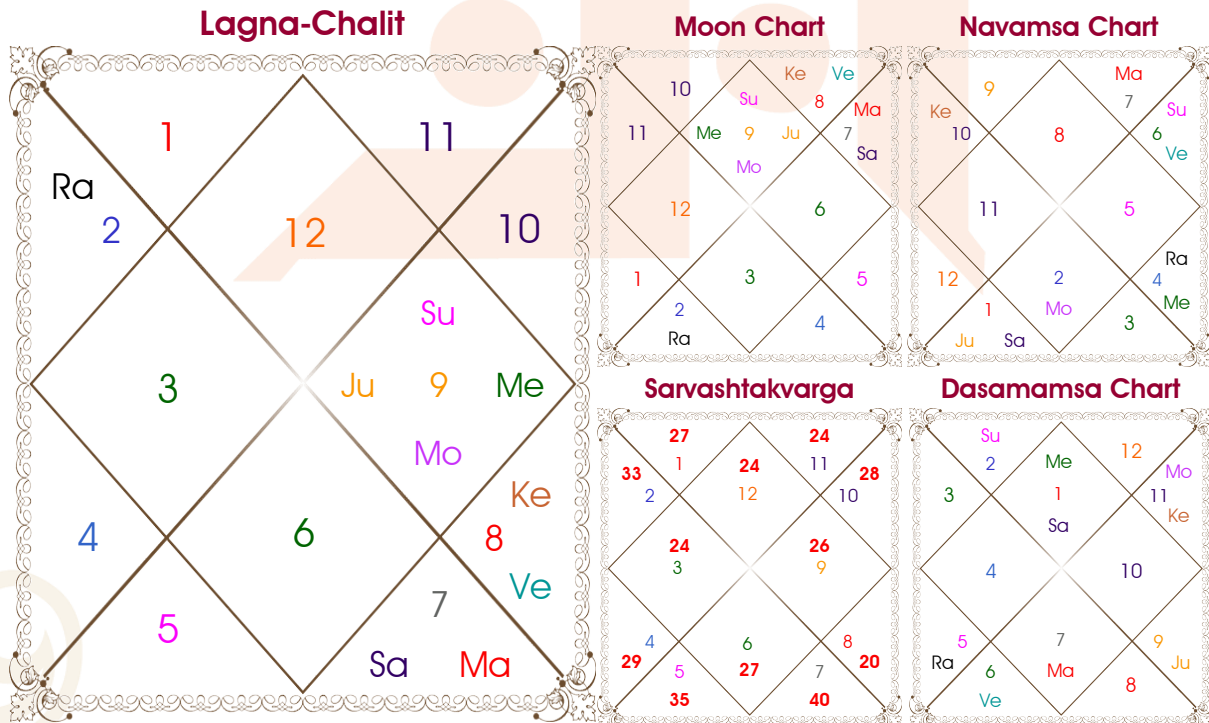 Lagna-Chalit
1 11
Ra
2 12 10
Su
3 Ju 9 Me
Mo
Ke
4 6 8
Ve
5 7
Sa Ma
Moon Chart
Ke Ve
10 Su 8 Ma
11 Me 9 Ju 7
Mo Sa
12 6
1 3 5
2 4
Ra
Navamsa Chart
Ma
9 7
Ke Su
10 8 6
Ve
11 5
Ra
12 2 4
1 Mo Me
3
Ju Sa
Sarvashtakvarga
27 24
1 24 11
33 28
2 12 10
24 26
3 9
4 6 8
29 5 27 7 20
35 40
Dasamamsa Chart
Su 12
2 Me Mo
3 1 11
Sa Ke
4 10
5 7 9
Ra 6 Ma Ju
Ve 8